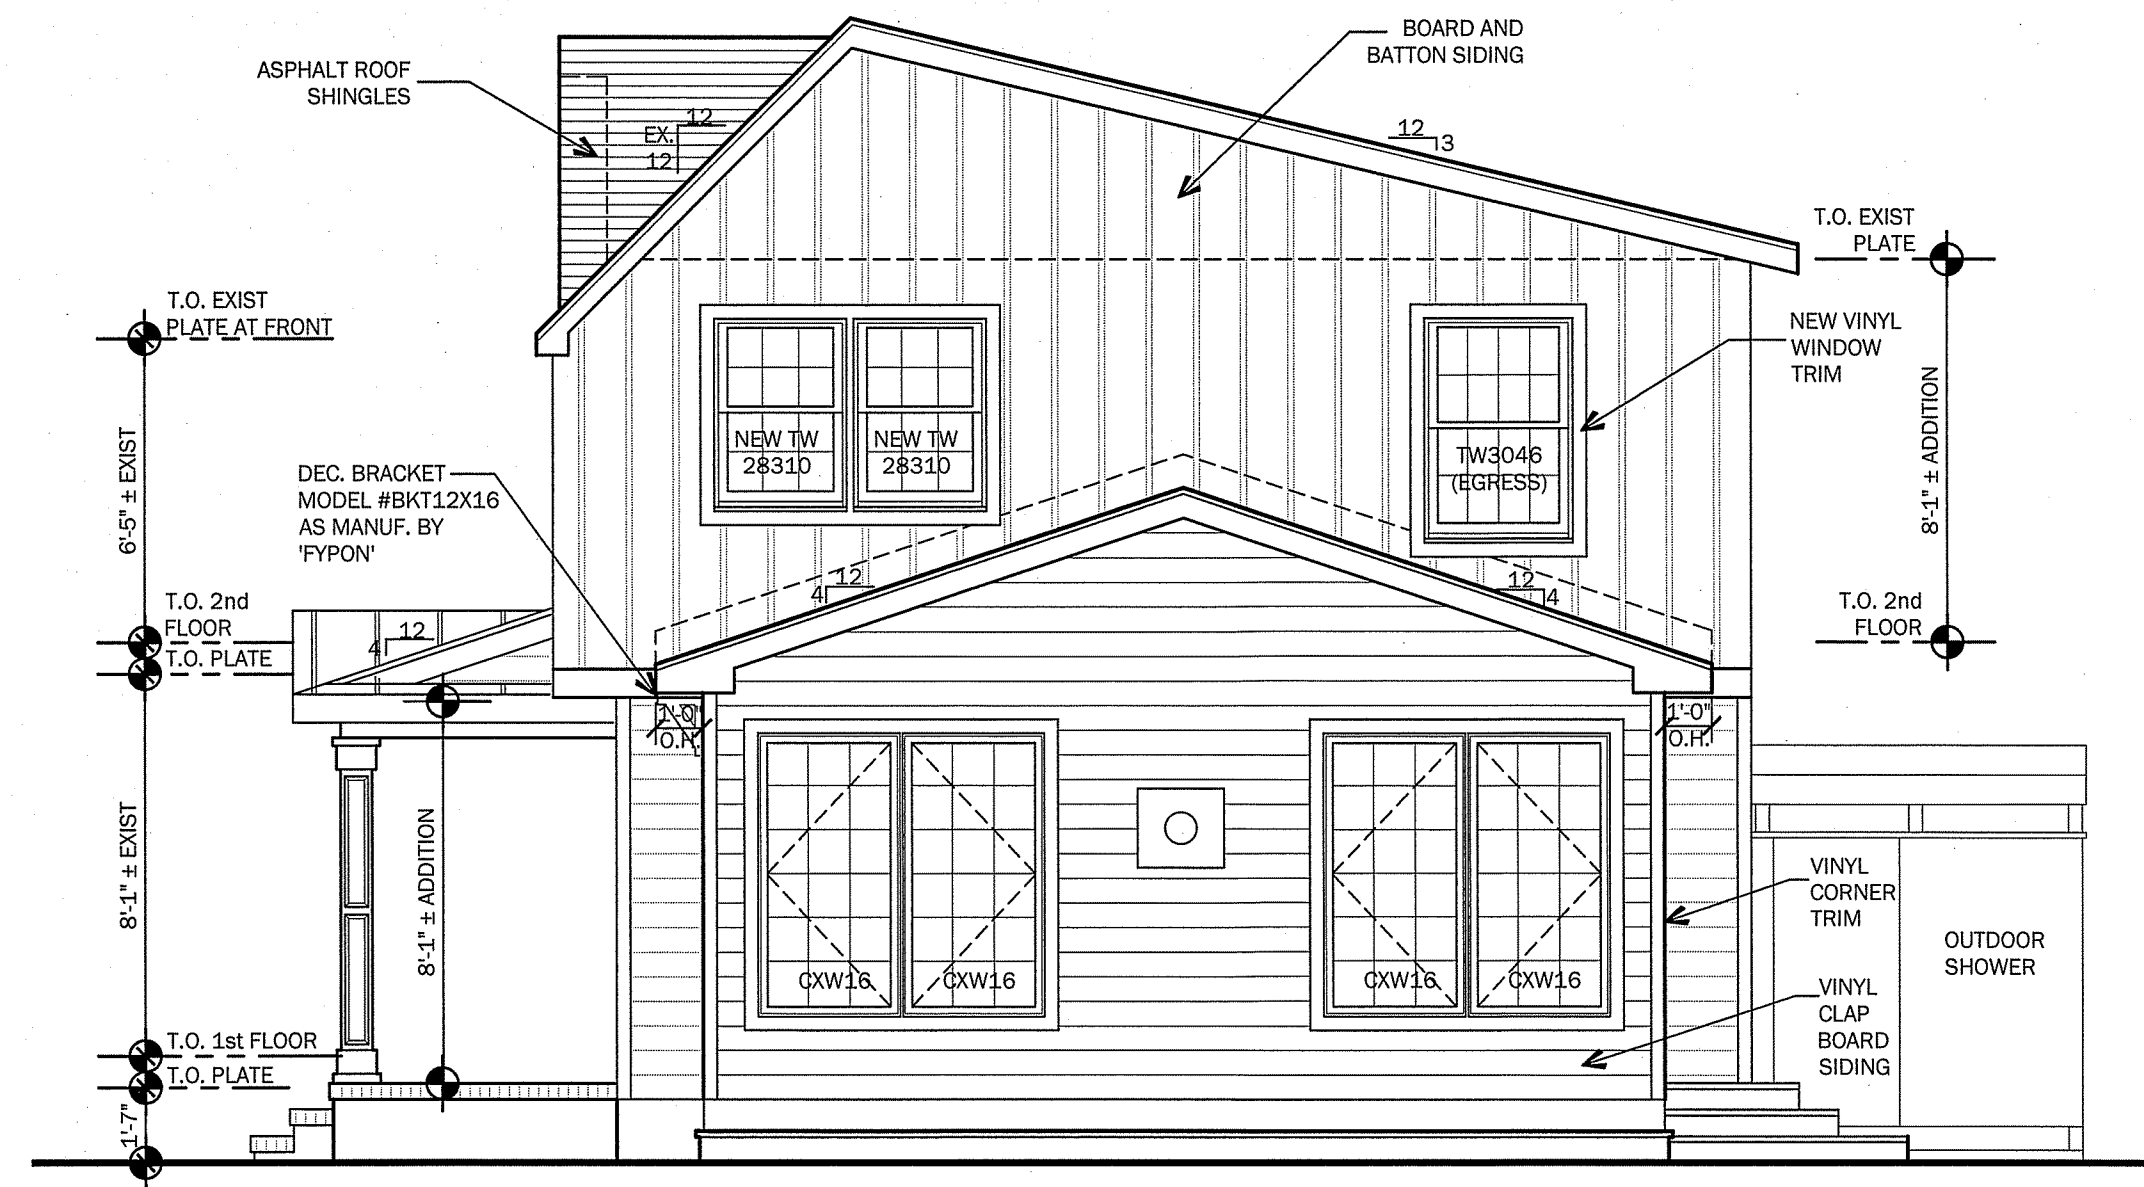 BOARD AND
BATTON SIDING
ASPHALT ROOF
SHINGLES
12
EX.
12
12
3
T.O. EXIST
PLATE
T.O. EXIST
PLATE AT FRONT
NEW VINYL
WINDOW
TRIM
8'-1" ± ADDITION
6'-5" ± EXIST
NEW TW
28310
NEW TW
28310
TW3046
(EGRESS)
DEC. BRACKET
MODEL #BKT12X16
AS MANUF. BY
'FYPON'
12
4
12
4
T.O. 2nd
FLOOR
T.O. 2nd
FLOOR
12
4
T.O. PLATE
1'-0"
O.H.
1'-0"
O.H.
8'-1" ± EXIST
8'-1" ± ADDITION
VINYL
CORNER
TRIM
OUTDOOR
SHOWER
CXW16
CXW16
CXW16
CXW16
VINYL
CLAP
BOARD
SIDING
T.O. 1st FLOOR
T.O. PLATE
1'-7"